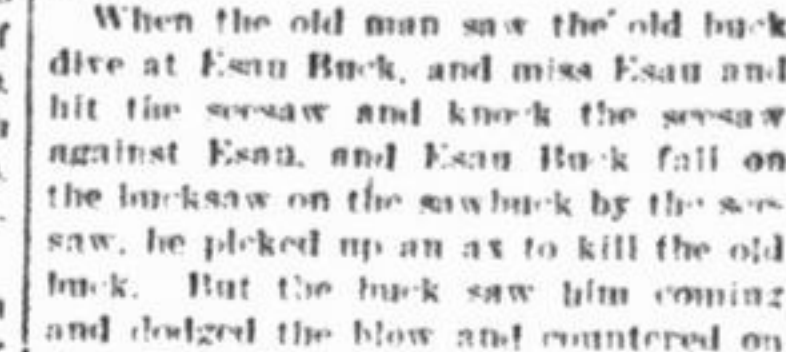 When the old man saw the old buck
dive at Esau Buck, and miss Esau and
hit the seesaw and knock the seesaw
against Esau, and Esau Buck fall on
the bucksaw on the sawbuck by the see-
saw, he picked up an ax to kill the old
buck. But the buck saw him coming
and dodged the blow and countered on